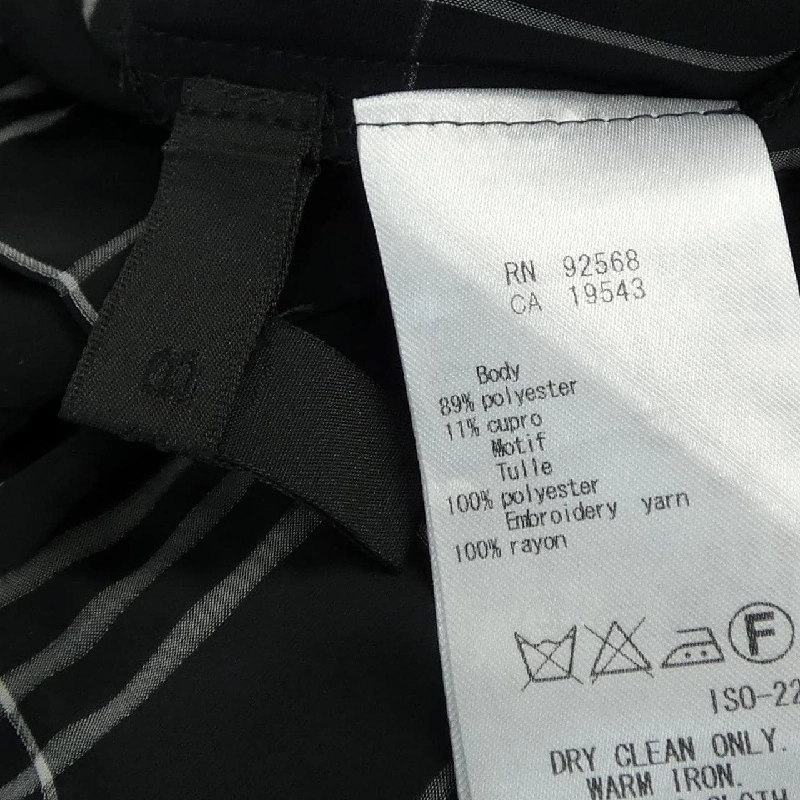 RN 92568
CA 19543
Body
89% polyester
11% cupro
Motif
Tulle
100% polyester
Embroidery yarn
100% rayon
F
ISO-22
DRY CLEAN ONLY.
WARM IRON.
CLOTH